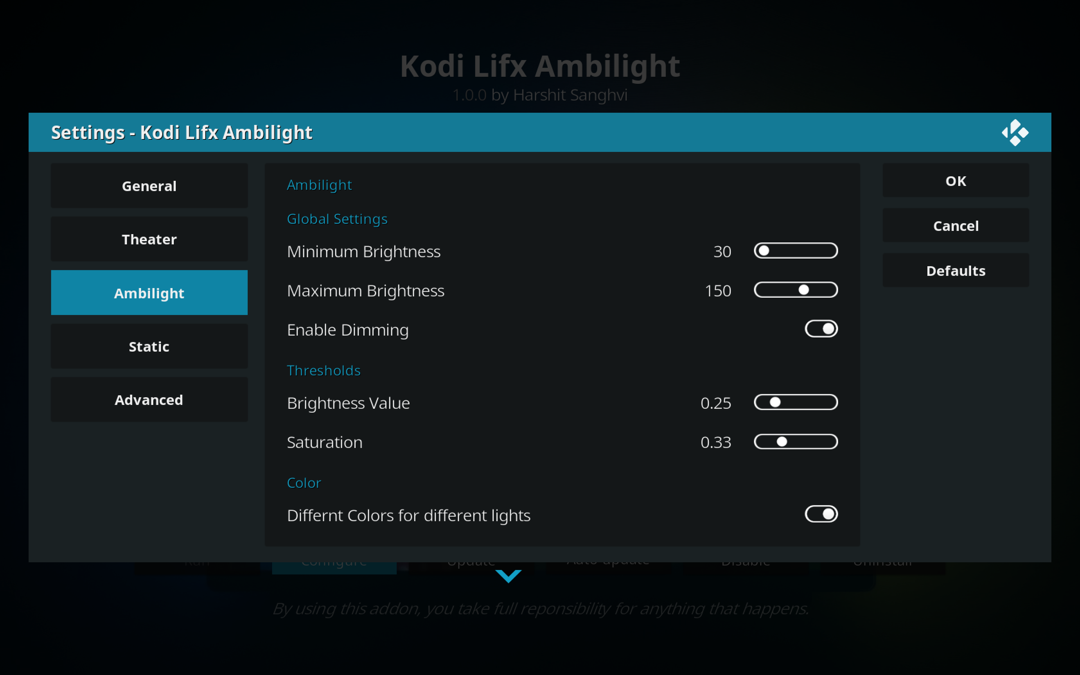 Kodi Lifx Ambilight
1.0.0 by Harshit Sanghvi
Settings - Kodi Lifx Ambilight
General
Theater
Ambilight
Static
Advanced
Ambilight
Global Settings
Minimum Brightness 30
Maximum Brightness 150
Enable Dimming
Thresholds
Brightness Value 0.25
Saturation 0.33
Color
Differnt Colors for different lights
OK
Cancel
Defaults
Run Configure Update Auto-update Disable Uninstall
By using this addon, you take full reponsibility for anything that happens.